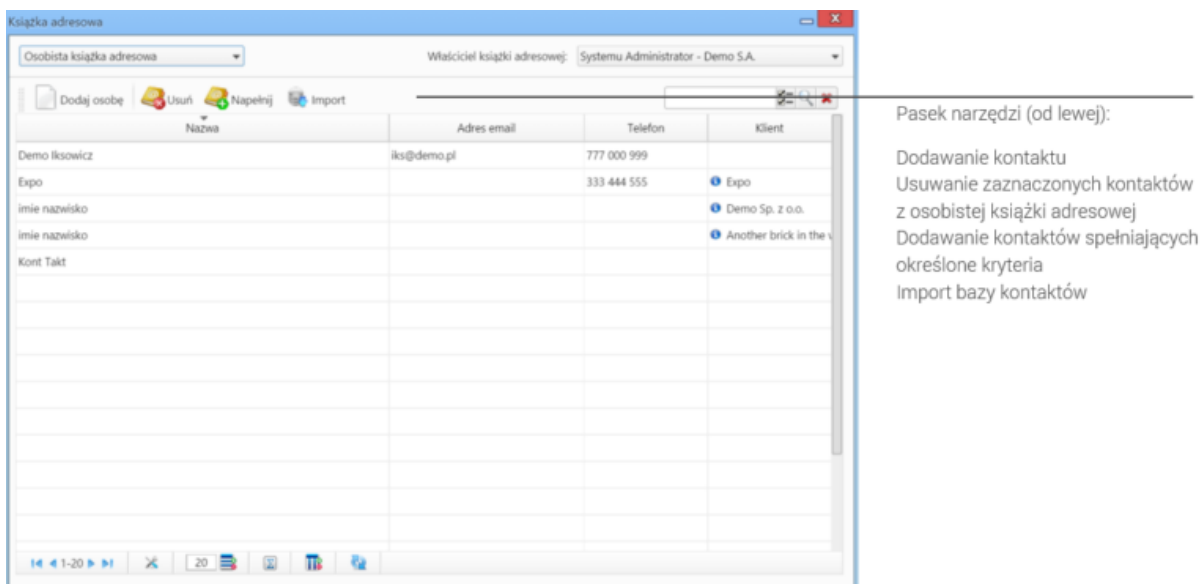 Książka adresowa
Osobista książka adresowa Właściciel książki adresowej: Systemu Administrator - Demo S.A.
Dodaj osobę Usuń Napełnij Import
Nazwa Adres email Telefon Klient
Demo Iksowicz iks@demo.pl 777 000 999
Expo 333 444 555 Expo
imie nazwisko Demo Sp. z o.o.
imie nazwisko Another brick in the
Kont Takt
1-20 20
Pasek narzędzi (od lewej):
Dodawanie kontaktu
Usuwanie zaznaczonych kontaktów
z osobistej książki adresowej
Dodawanie kontaktów spełniających
określone kryteria
Import bazy kontaktów